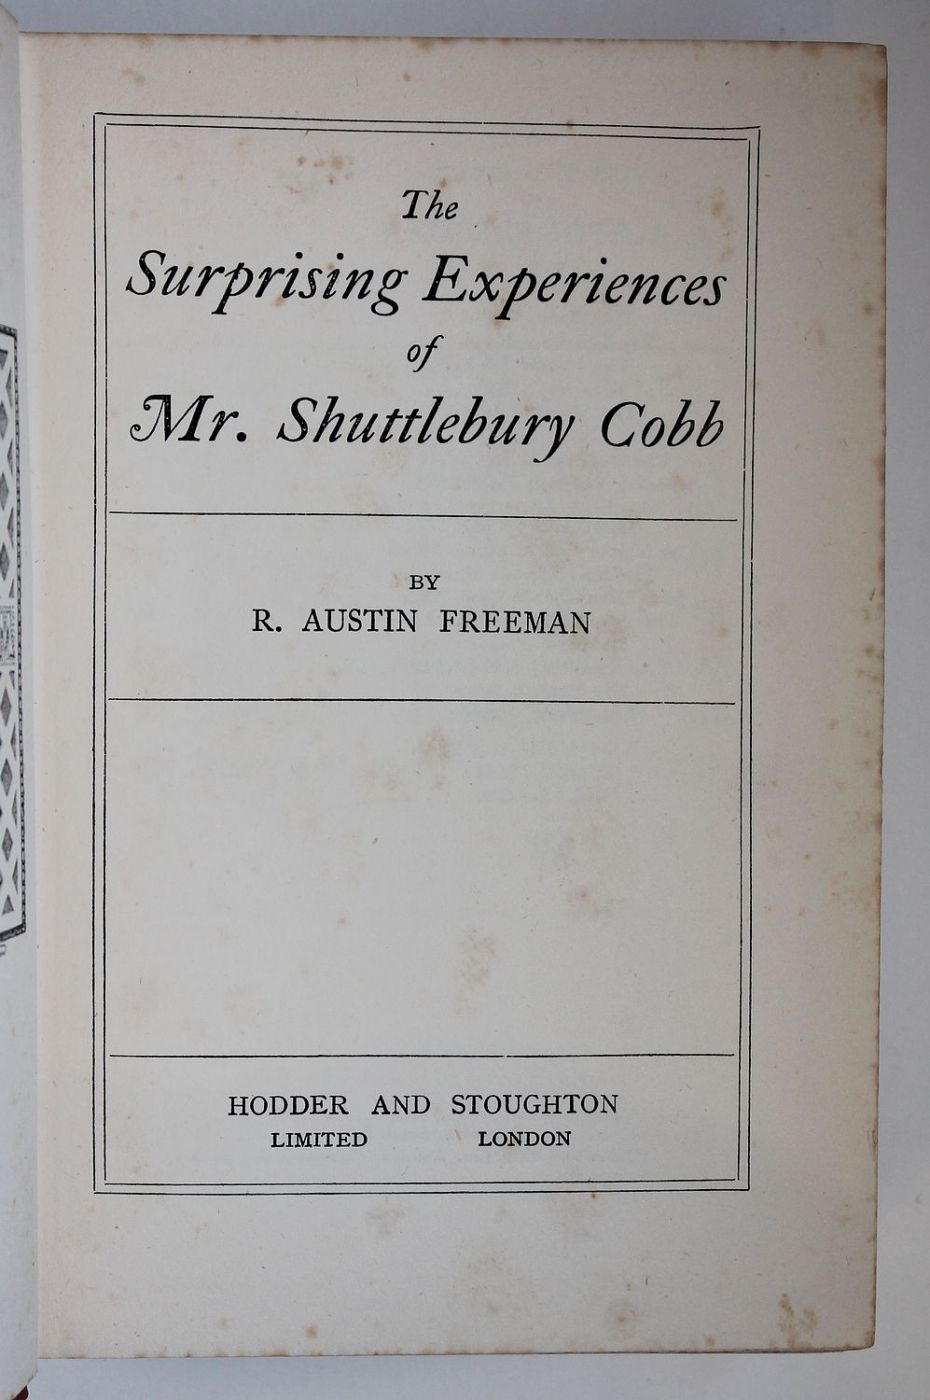 The
Surprising Experiences
of
Mr. Shuttlebury Cobb
BY
R. AUSTIN FREEMAN
HODDER AND STOUGHTON
LIMITED LONDON